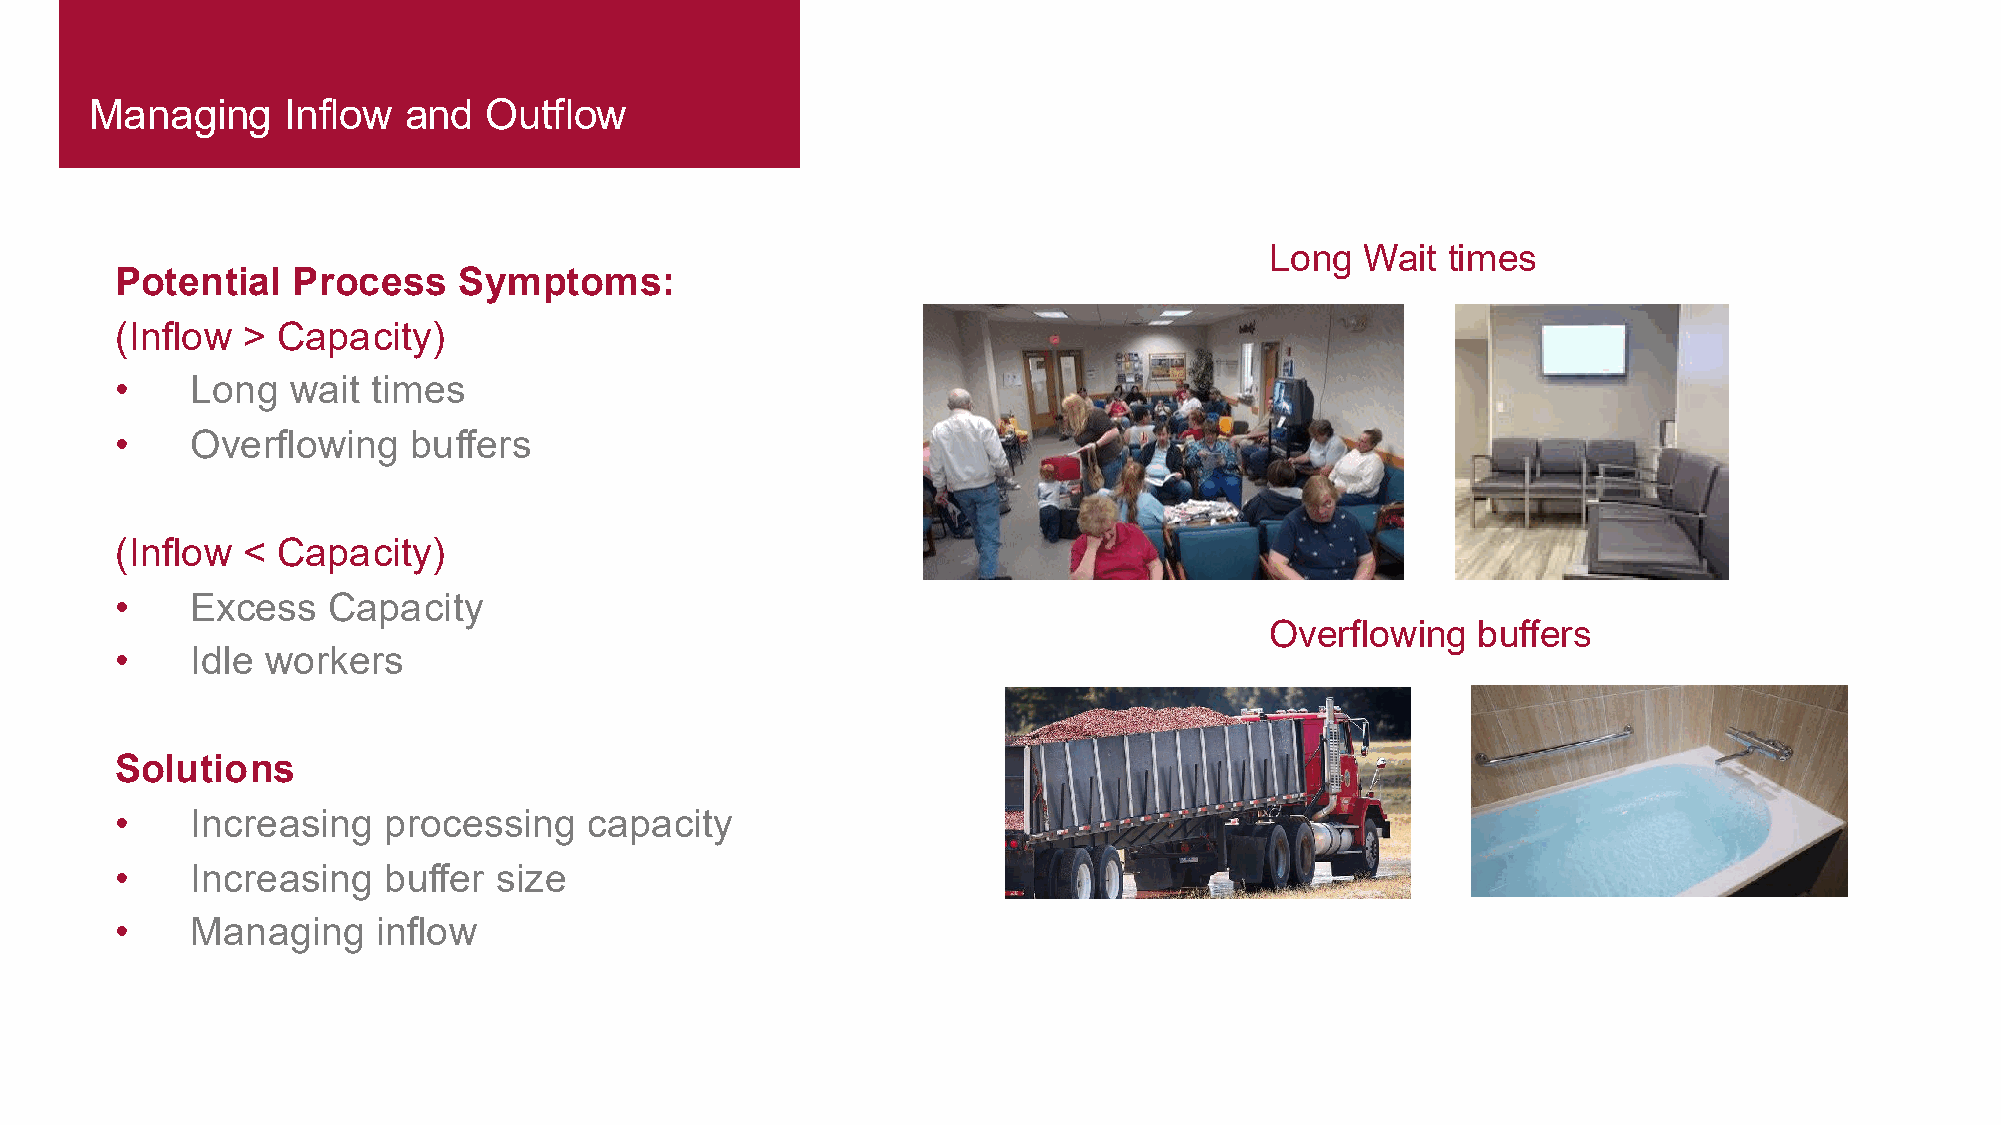 Managing Inflow and Outflow
Potential Process Symptoms:
(Inflow > Capacity)
• Long wait times
• Overflowing buffers
(Inflow < Capacity)
• Excess Capacity
• Idle workers
Solutions
• Increasing processing capacity
• Increasing buffer size
• Managing inflow
Long Wait times
Overflowing buffers